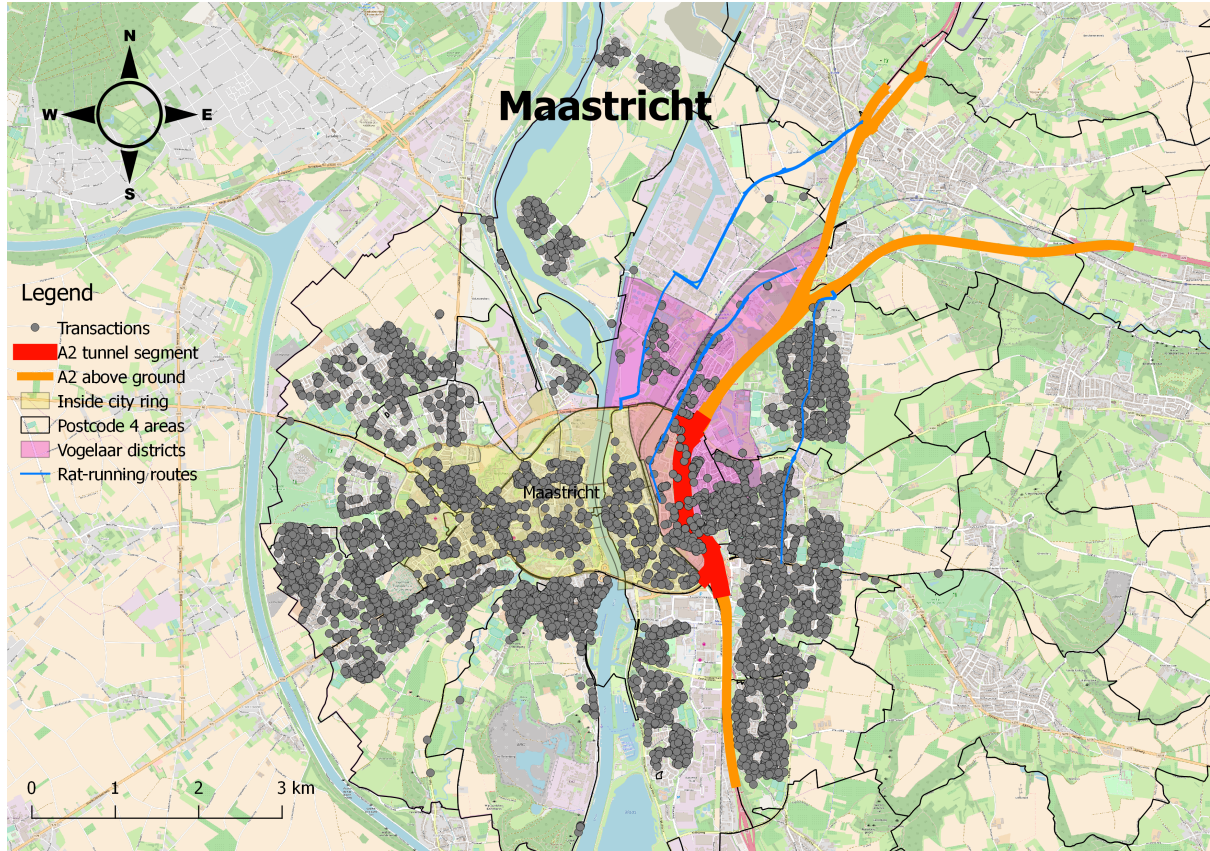 Maastricht
N
W
E
S
Legend
Transactions
A2 tunnel segment
A2 above ground
Inside city ring
Postcode 4 areas
Vogelaar districts
Rat-running routes
Maastricht
0
1
2
3 km